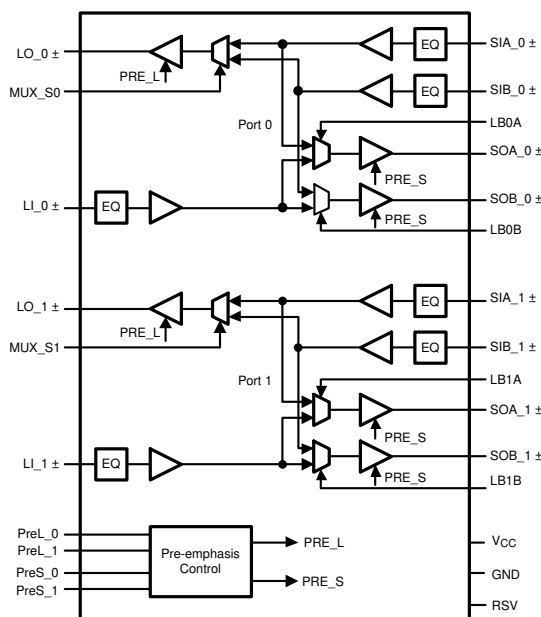 LO_0 ±
EQ
SIA_0 ±
PRE_L
MUX_S0
EQ
SIB_0 ±
Port 0
LB0A
SOA_0 ±
PRE_S
LI_0 ±
EQ
SOB_0 ±
PRE_S
LB0B
LO_1 ±
EQ
SIA_1 ±
PRE_L
MUX_S1
EQ
SIB_1 ±
Port 1
LB1A
SOA_1 ±
PRE_S
LI_1 ±
EQ
SOB_1 ±
PRE_S
LB1B
PreL_0
PreL_1
PreS_0
PreS_1
Pre-emphasis
Control
PRE_L
PRE_S
VCC
GND
RSV